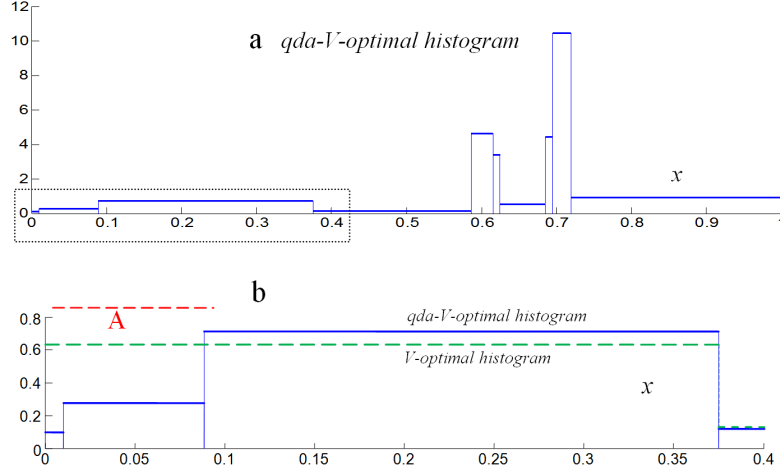 12
a qda-V-optimal histogram
10
8
6
4
2
x
0
0 0.1 0.2 0.3 0.4 0.5 0.6 0.7 0.8 0.9 1
b
0.8
A
qda-V-optimal histogram
0.6
V-optimal histogram
0.4
x
0.2
0
0 0.05 0.1 0.15 0.2 0.25 0.3 0.35 0.4